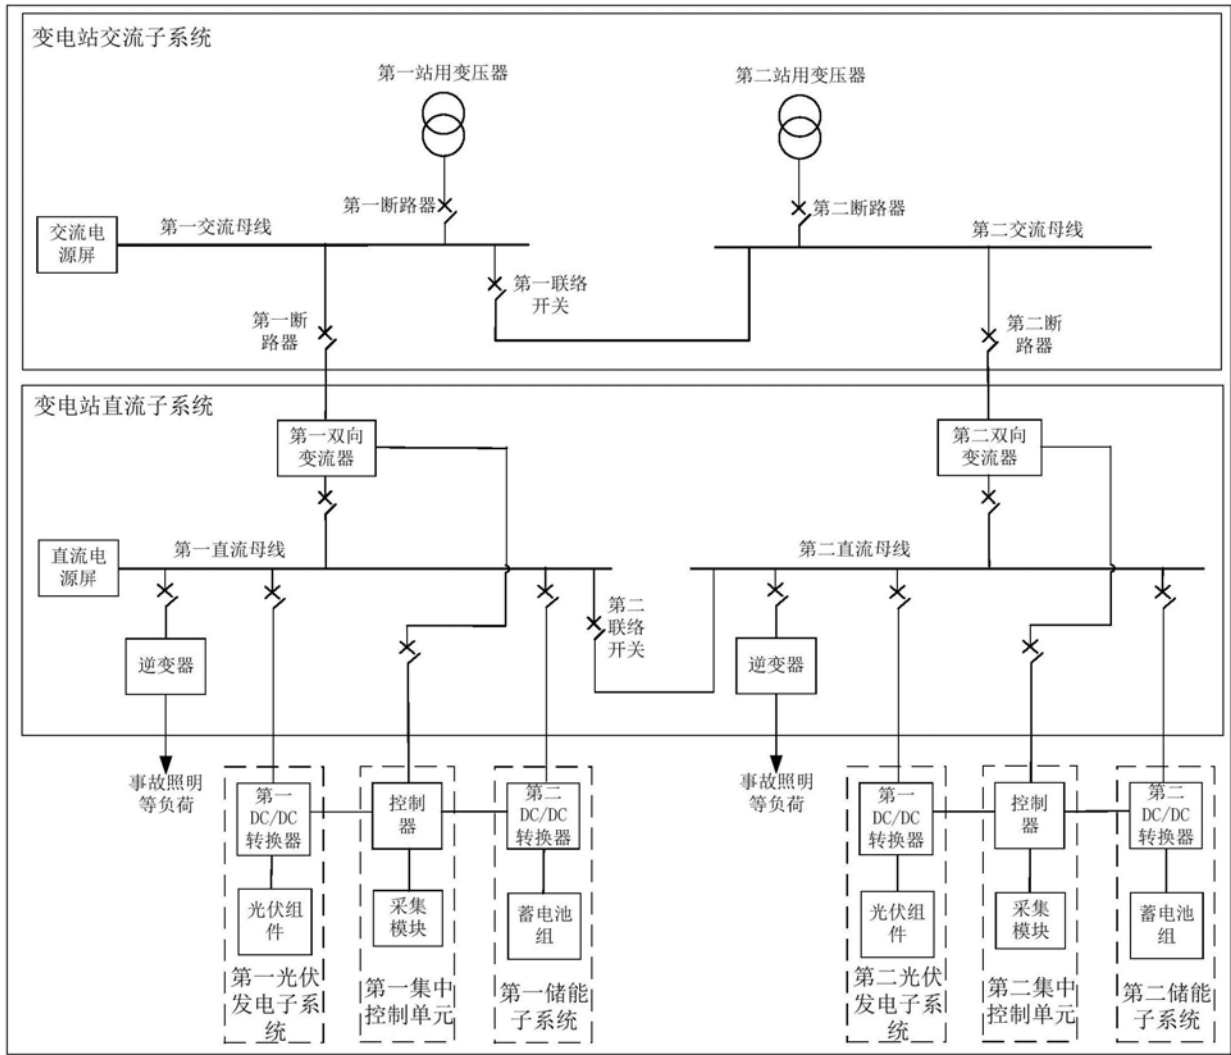 变电站交流子系统
第一站用变压器
第二站用变压器
第一断路器
第二断路器
交流电
源屏
第一交流母线
第二交流母线
第一联络
开关
第一断
路器
第二断
路器
变电站直流子系统
第一双向
变流器
第二双向
变流器
直流电
源屏
第一直流母线
第二直流母线
第二
联络
开关
逆变器
逆变器
事故照明
等负荷
事故照明
等负荷
第一
DC/DC
转换器
控制
器
第二
DC/DC
转换器
第一
DC/DC
转换器
控制
器
第二
DC/DC
转换器
光伏组
件
采集
模块
蓄电池
组
光伏组
件
采集
模块
蓄电池
组
第一光伏
发电子系
统
第一集中
控制单元
第一储能
子系统
第二光伏
发电子系
统
第二集中
控制单元
第二储能
子系统